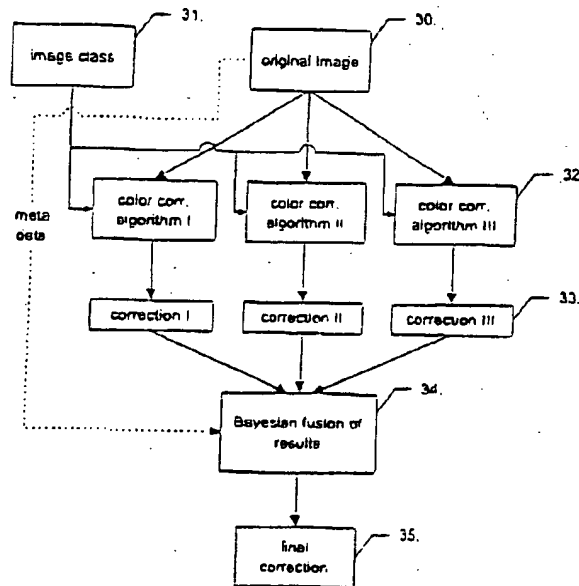 31.
30.
image class
original image
32.
color corr.
algorithm I
color corr.
algorithm II
color corr.
algorithm III
meta
data
33.
correction I
correction II
correction III
34.
Bayesian fusion of
results
final
correction
35.